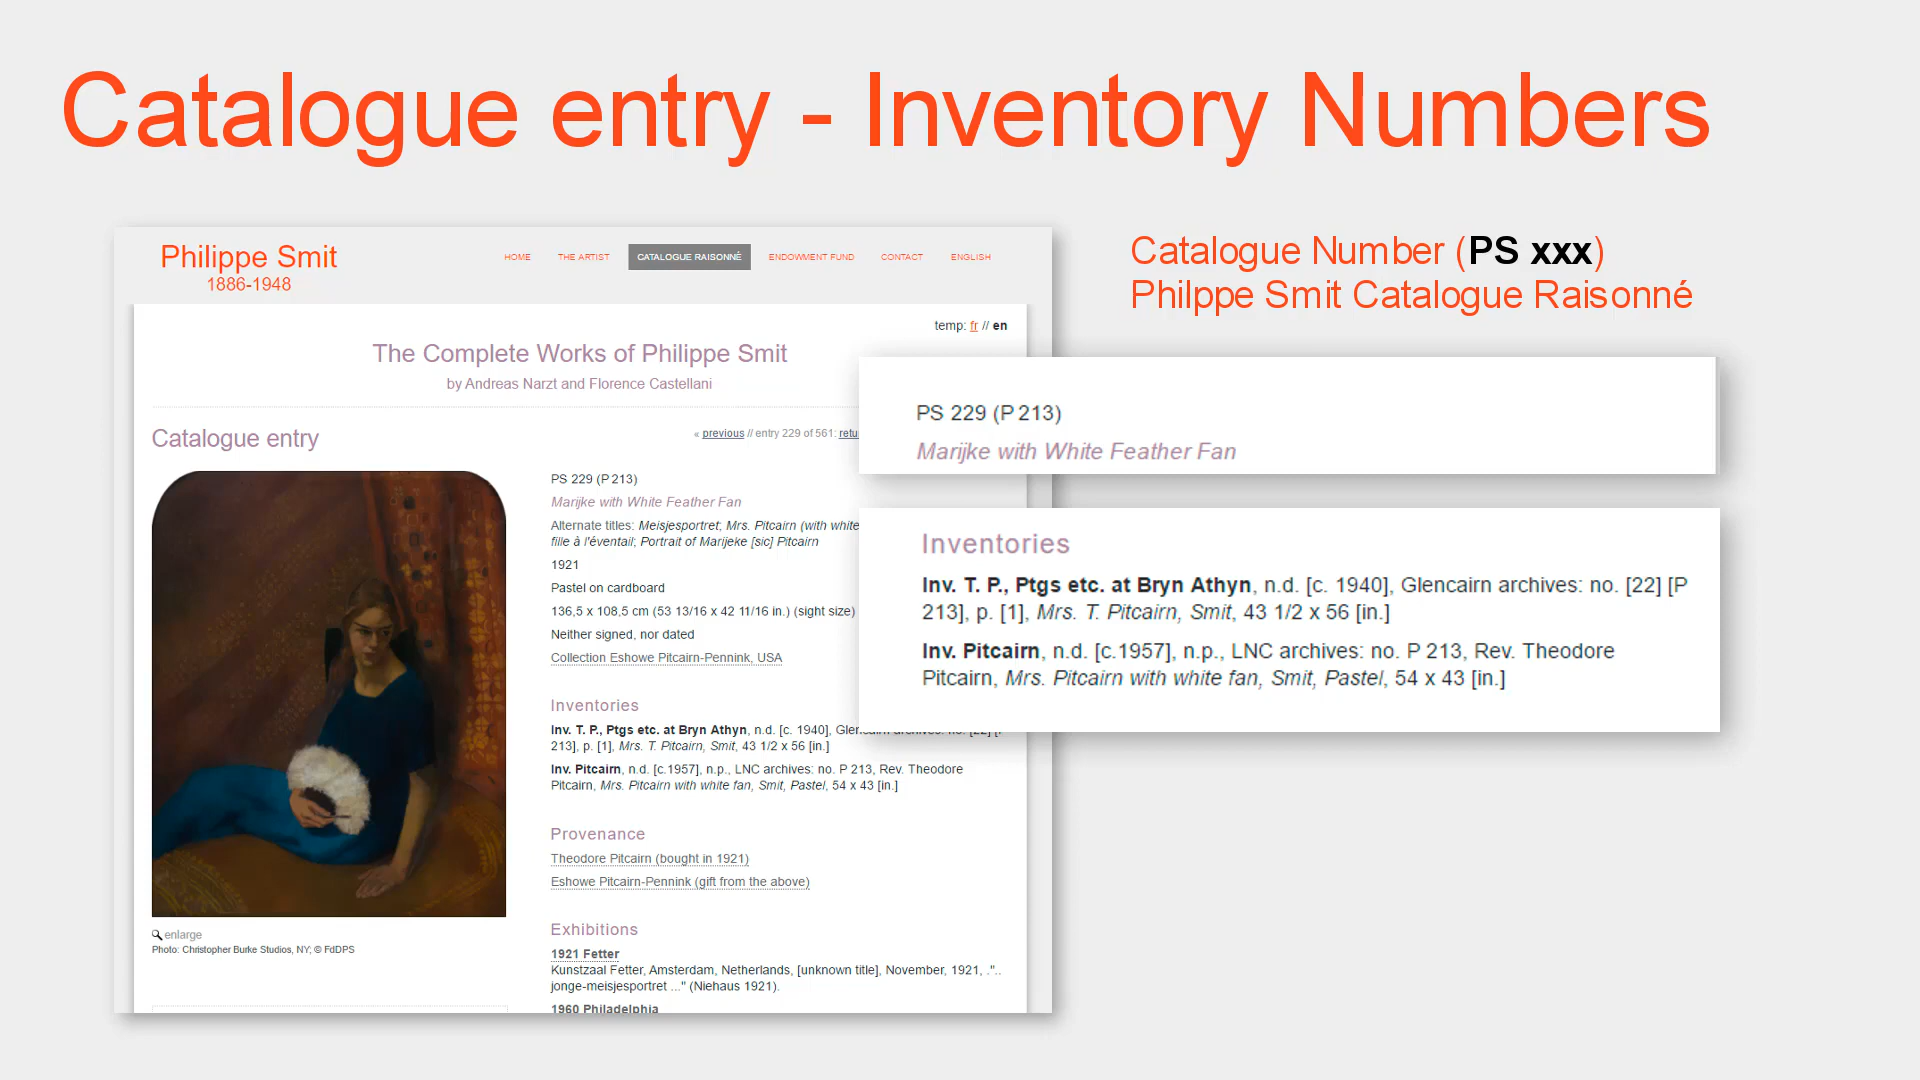 Catalogue entry - Inventory Numbers
Philippe Smit
1886-1948
HOME THE ARTIST CATALOGUE RAISONNÉ ENDOWMENT FUND CONTACT ENGLISH
temp: fr // en
The Complete Works of Philippe Smit
by Andreas Narzt and Florence Castellani
Catalogue entry
« previous // entry 229 of 561: retu
PS 229 (P 213)
Marijke with White Feather Fan
Alternate titles: Meisjesportret; Mrs. Pitcairn (with white
fille à l'éventail; Portrait of Marijeke [sic] Pitcairn
1921
Pastel on cardboard
136,5 x 108,5 cm (53 13/16 x 42 11/16 in.) (sight size)
Neither signed, nor dated
Collection Eshowe Pitcairn-Pennink, USA
Inventories
Inv. T. P., Ptgs etc. at Bryn Athyn, n.d. [c. 1940], Glencairn archives: no. [22] [P
213], p. [1], Mrs. T. Pitcairn, Smit, 43 1/2 x 56 [in.]
Inv. Pitcairn, n.d. [c.1957], n.p., LNC archives: no. P 213, Rev. Theodore
Pitcairn, Mrs. Pitcairn with white fan, Smit, Pastel, 54 x 43 [in.]
Provenance
Theodore Pitcairn (bought in 1921)
Eshowe Pitcairn-Pennink (gift from the above)
Exhibitions
1921 Fetter
Kunstzaal Fetter, Amsterdam, Netherlands, [unknown title], November, 1921, ."..
jonge-meisjesportret ..." (Niehaus 1921).
1960 Philadelphia
enlarge
Photo: Christopher Burke Studios, NY; © FdDPS
Catalogue Number (PS xxx)
Philppe Smit Catalogue Raisonné
PS 229 (P 213)
Marijke with White Feather Fan
Inventories
Inv. T. P., Ptgs etc. at Bryn Athyn, n.d. [c. 1940], Glencairn archives: no. [22] [P
213], p. [1], Mrs. T. Pitcairn, Smit, 43 1/2 x 56 [in.]
Inv. Pitcairn, n.d. [c.1957], n.p., LNC archives: no. P 213, Rev. Theodore
Pitcairn, Mrs. Pitcairn with white fan, Smit, Pastel, 54 x 43 [in.]